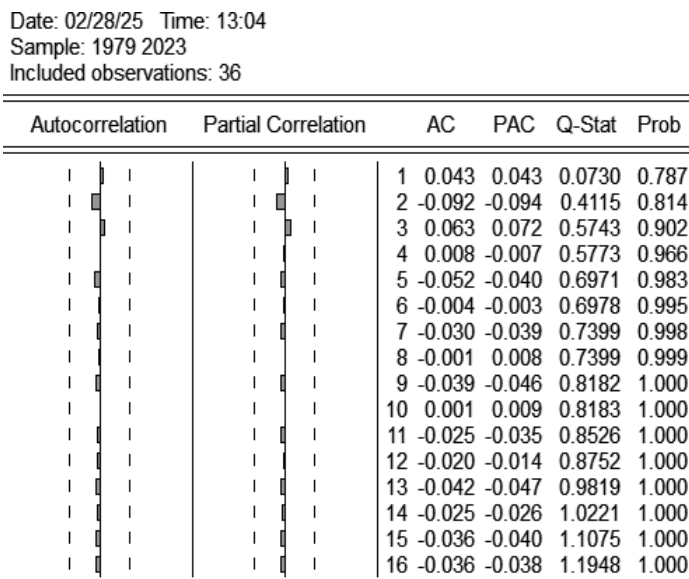 Date: 02/28/25 Time: 13:04
Sample: 1979 2023
Included observations: 36
Autocorrelation Partial Correlation AC PAC Q-Stat Prob
1 0.043 0.043 0.0730 0.787
2 -0.092 -0.094 0.4115 0.814
3 0.063 0.072 0.5743 0.902
4 0.008 -0.007 0.5773 0.966
5 -0.052 -0.040 0.6971 0.983
6 -0.004 -0.003 0.6978 0.995
7 -0.030 -0.039 0.7399 0.998
8 -0.001 0.008 0.7399 0.999
9 -0.039 -0.046 0.8182 1.000
10 0.001 0.009 0.8183 1.000
11 -0.025 -0.035 0.8526 1.000
12 -0.020 -0.014 0.8752 1.000
13 -0.042 -0.047 0.9819 1.000
14 -0.025 -0.026 1.0221 1.000
15 -0.036 -0.040 1.1075 1.000
16 -0.036 -0.038 1.1948 1.000